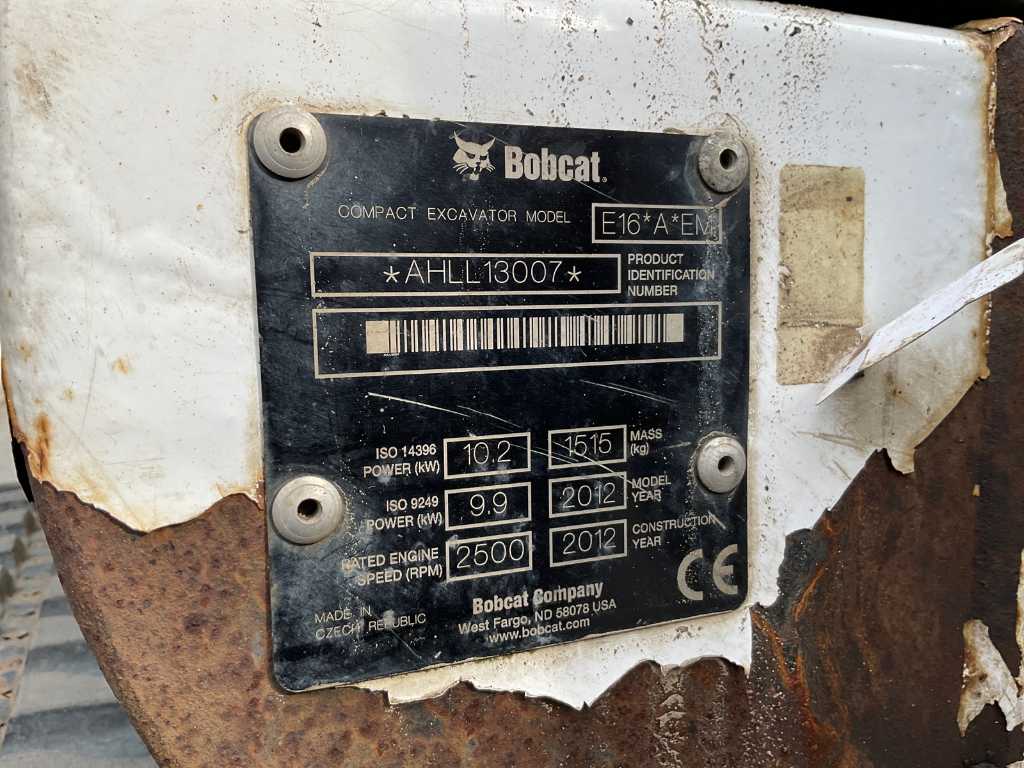 Bobcat®
COMPACT EXCAVATOR MODEL E16*A*EM
*AHLL13007* PRODUCT
IDENTIFICATION
NUMBER
ISO 14396
POWER (kW) 10.2 1515 MASS
(kg)
ISO 9249
POWER (kW) 9.9 2012 MODEL
YEAR
RATED ENGINE
SPEED (RPM) 2500 2012 CONSTRUCTION
YEAR
CE
MADE IN
CZECH REPUBLIC
Bobcat Company
West Fargo, ND 58078 USA
www.bobcat.com